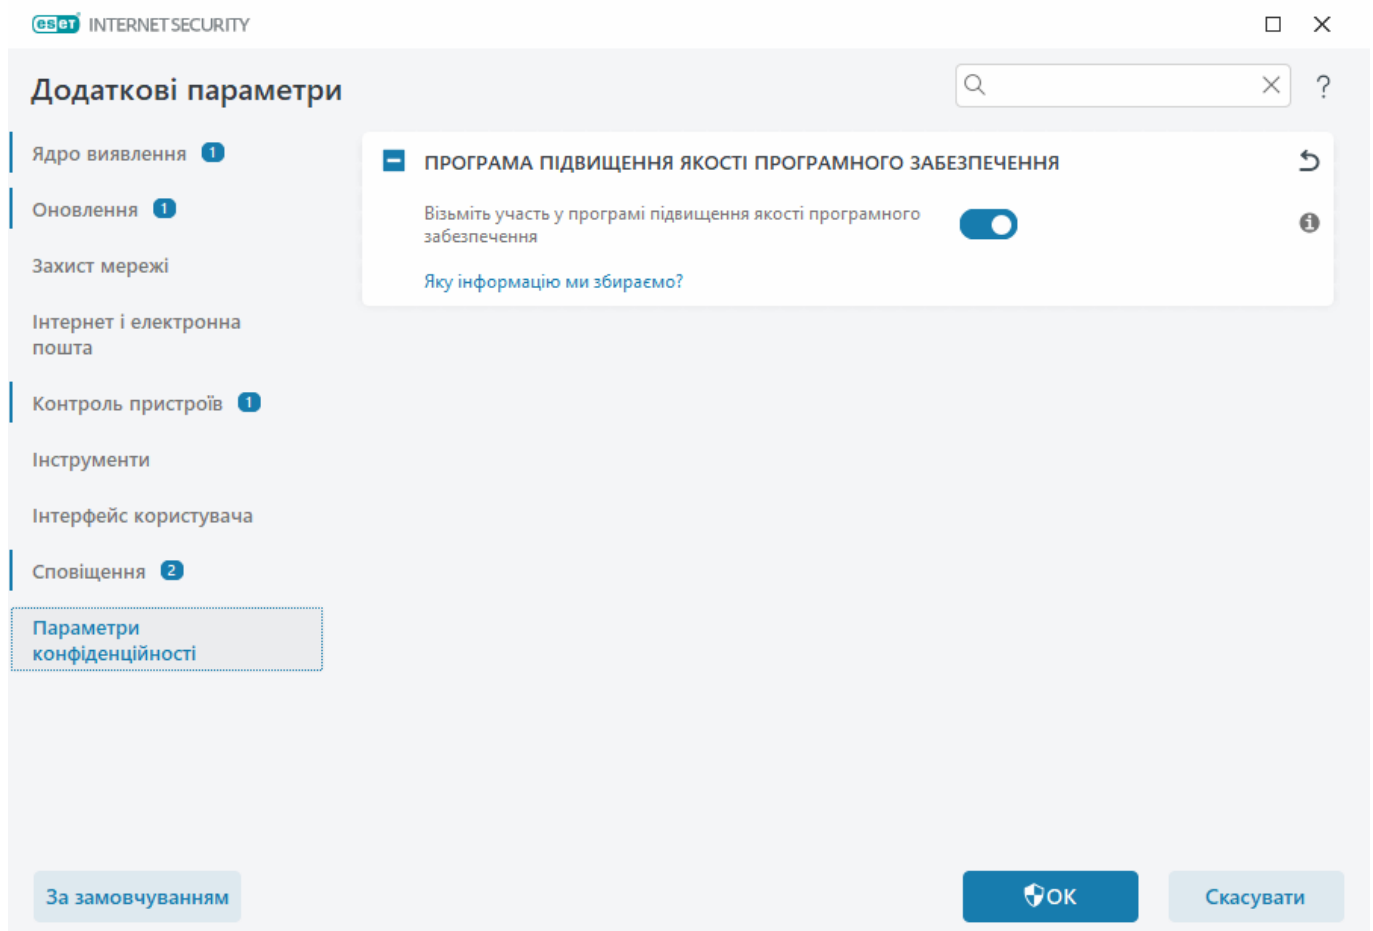 eset INTERNET SECURITY
Додаткові параметри
?
Ядро виявлення 1
Оновлення 1
Захист мережі
Інтернет і електронна
пошта
Контроль пристроїв 1
Інструменти
Інтерфейс користувача
Сповіщення 2
Параметри
конфіденційності
ПРОГРАМА ПІДВИЩЕННЯ ЯКОСТІ ПРОГРАМНОГО ЗАБЕЗПЕЧЕННЯ
Візьміть участь у програмі підвищення якості програмного
забезпечення
Яку інформацію ми збираємо?
За замовчуванням
ОК
Скасувати